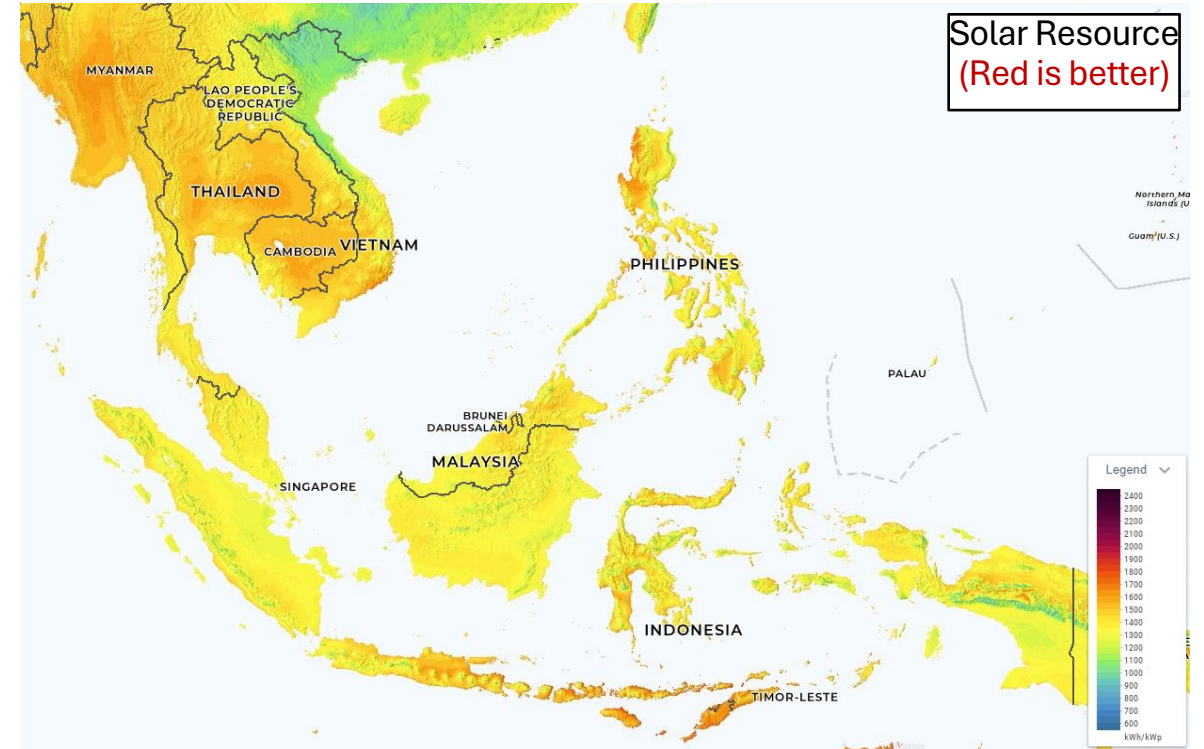 Solar Resource
(Red is better)
MYANMAR
LAO PEOPLE'S
DEMOCRATIC
REPUBLIC
THAILAND
CAMBODIA
VIETNAM
PHILIPPINES
Northern Ma
Islands (U
Guam (U.S.)
PALAU
BRUNEI
DARUSSALAM
MALAYSIA
SINGAPORE
INDONESIA
TIMOR-LESTE
Legend
2400
2300
2200
2100
2000
1900
1800
1700
1600
1500
1400
1300
1200
1100
1000
900
800
700
600
kWh/kWp